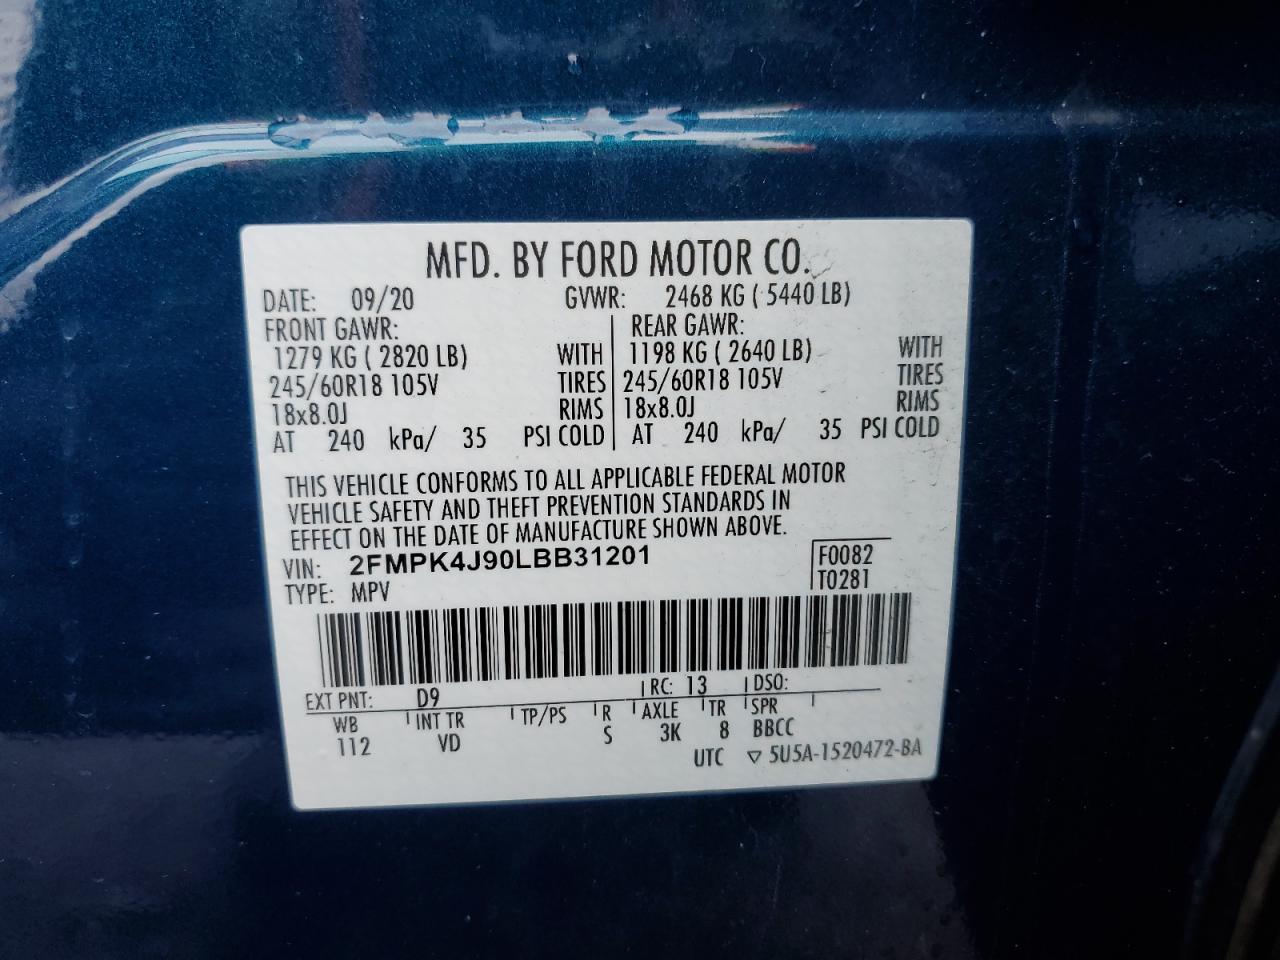 MFD. BY FORD MOTOR CO.
DATE: 09/20 GVWR: 2468 KG ( 5440 LB)
FRONT GAWR: REAR GAWR:
1279 KG ( 2820 LB) WITH 1198 KG ( 2640 LB) WITH
245/60R18 105V TIRES 245/60R18 105V TIRES
18x8.0J RIMS 18x8.0J RIMS
AT 240 kPa/ 35 PSI COLD AT 240 kPa/ 35 PSI COLD
THIS VEHICLE CONFORMS TO ALL APPLICABLE FEDERAL MOTOR
VEHICLE SAFETY AND THEFT PREVENTION STANDARDS IN
EFFECT ON THE DATE OF MANUFACTURE SHOWN ABOVE.
VIN: 2FMPK4J90LBB31201 F0082
TYPE: MPV T0281
EXT PNT: D9 RC: 13 DSO:
WB INT TR TP/PS R AXLE TR SPR
112 VD S 3K 8 BBCC
UTC ▽ 5U5A-1520472-BA